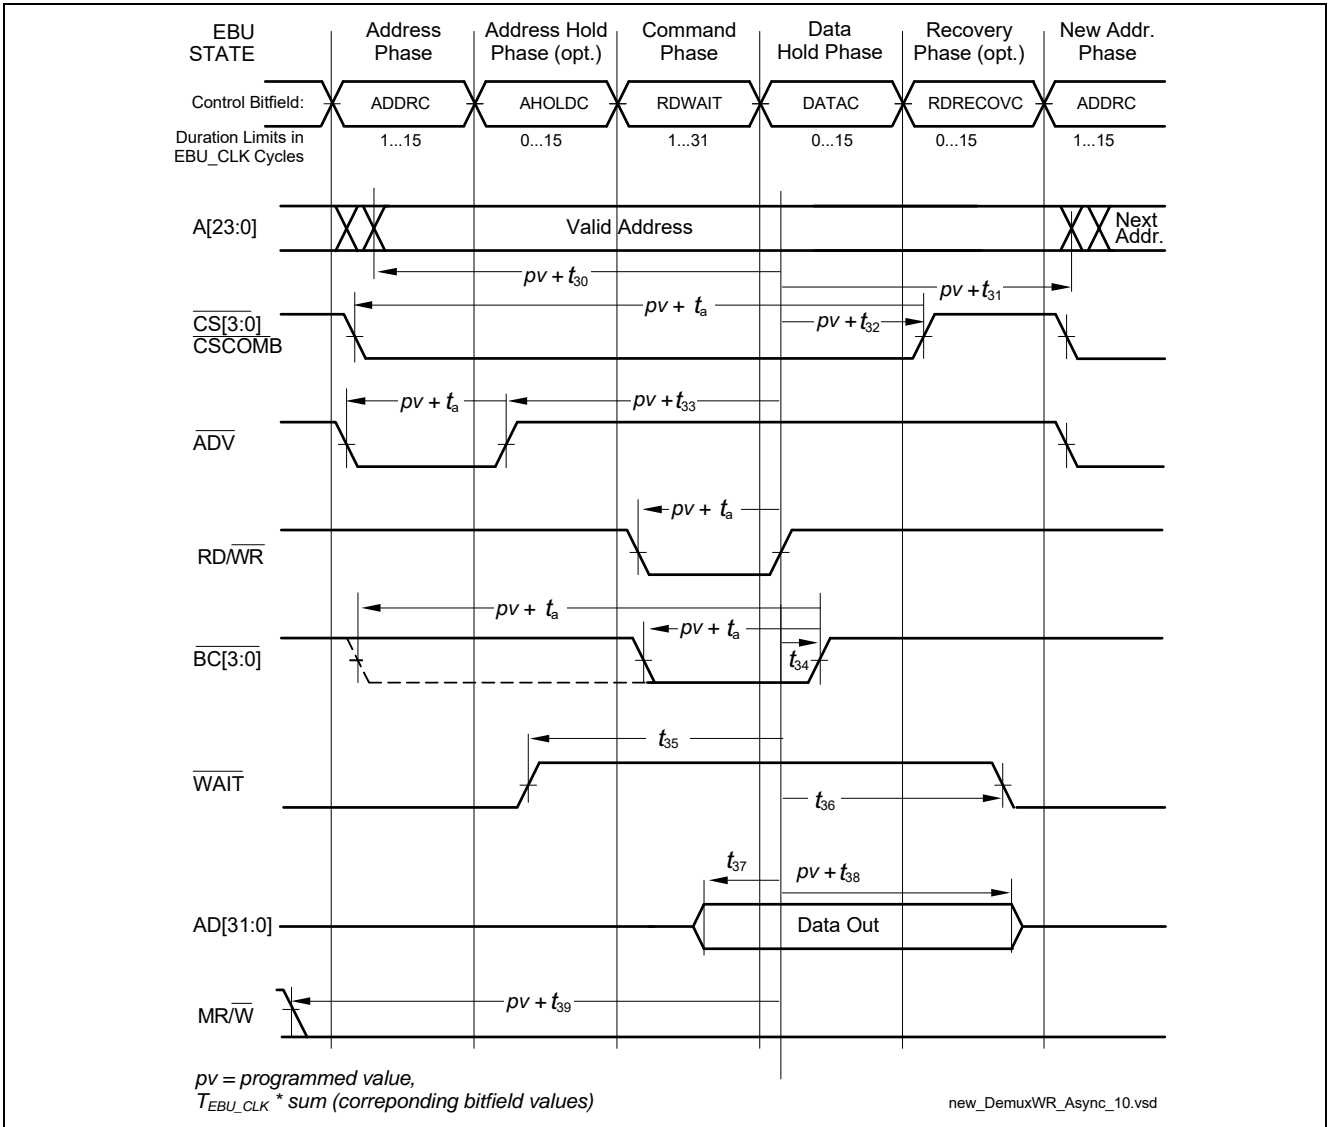 EBU STATE
Address Phase
Address Hold Phase (opt.)
Command Phase
Data Hold Phase
Recovery Phase (opt.)
New Addr. Phase
Control Bitfield: ADDRC AHOLDC RDWAIT DATAC RDRECOVC ADDRC
Duration Limits in EBU_CLK Cycles 1...15 0...15 1...31 0...15 0...15 1...15
A[23:0] Valid Address Next Addr.
pv + t30
pv + t31
pv + ta
CS[3:0] pv + t32
CSCOMB
pv + ta pv + t33
ADV
pv + ta
RD/WR
pv + ta
pv + ta
BC[3:0] t34
t35
WAIT
t36
t37 pv + t38
AD[31:0] Data Out
pv + t39
MR/W
pv = programmed value,
TEBU_CLK * sum (correponding bitfield values)
new_DemuxWR_Async_10.vsd